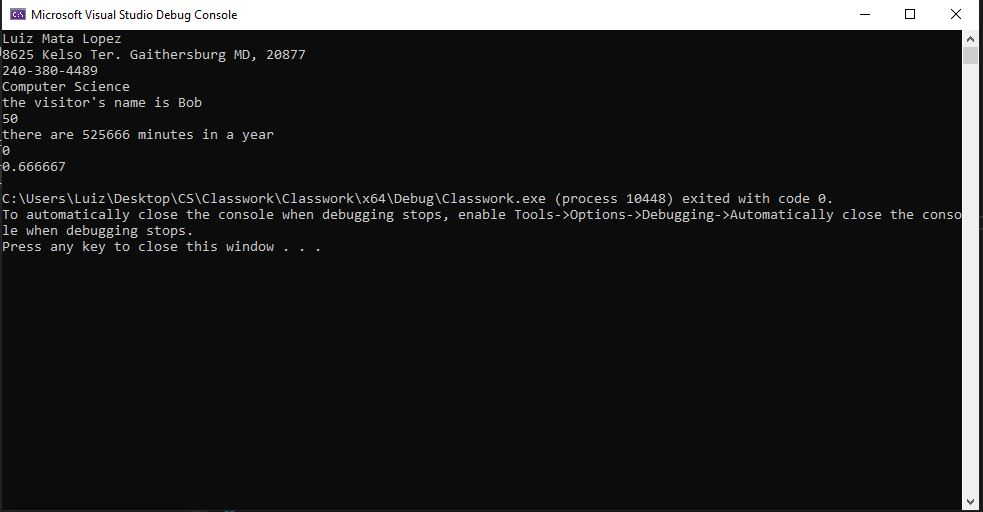 Microsoft Visual Studio Debug Console
Luiz Mata Lopez
8625 Kelso Ter. Gaithersburg MD, 20877
240-380-4489
Computer Science
the visitor's name is Bob
50
there are 525666 minutes in a year
0
0.666667
C:\Users\Luiz\Desktop\CS\Classwork\Classwork\x64\Debug\Classwork.exe (process 10448) exited with code 0.
To automatically close the console when debugging stops, enable Tools->Options->Debugging->Automatically close the conso
le when debugging stops.
Press any key to close this window . . .